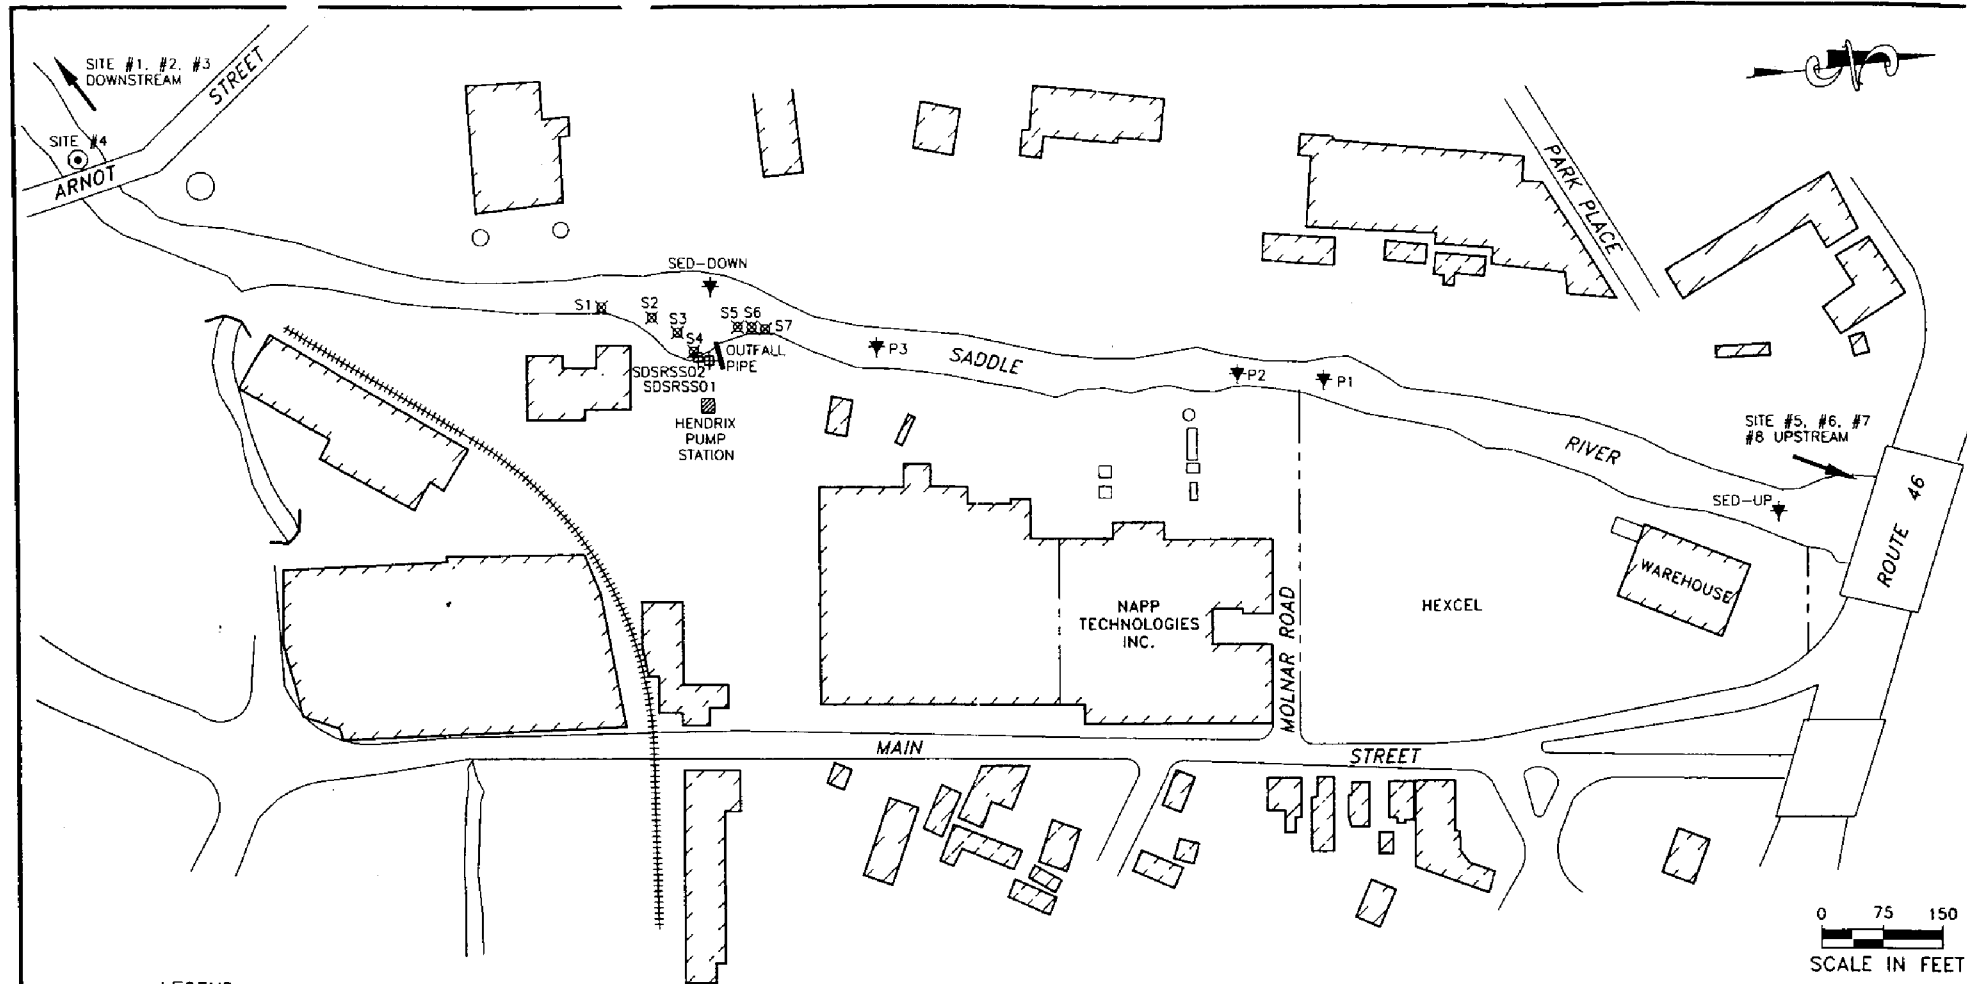 SITE #1, #2, #3
DOWNSTREAM
STREET
SITE #4
ARNOT
SED-DOWN
S1
S2
S3
S4
S5 S6
S7
OUTFALL
PIPE
SDSRSS02
SDSRSS01
HENDRIX
PUMP
STATION
P3
SADDLE
P2
P1
RIVER
PARK PLACE
SITE #5, #6, #7
#8 UPSTREAM
SED-UP
ROUTE 46
WAREHOUSE
HEXCEL
NAPP
TECHNOLOGIES
INC.
MOLNAR ROAD
MAIN
STREET
0 75 150
SCALE IN FEET